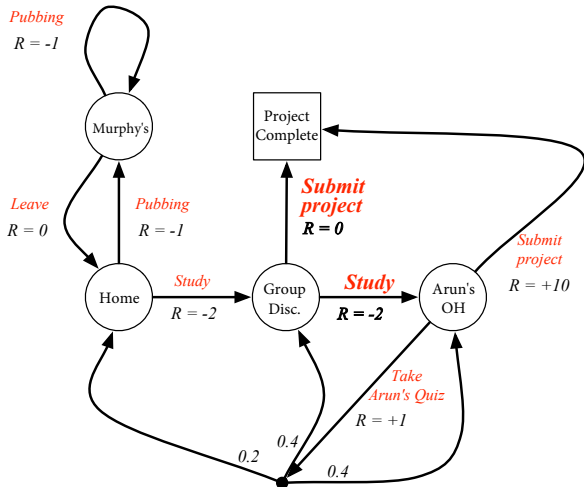 Pubbing
R = -1
Murphy's
Project
Complete
Leave
R = 0
Pubbing
R = -1
Submit
project
R = 0
Submit
project
R = +10
Home
Study
R = -2
Group
Disc.
Study
R = -2
Arun's
OH
Take
Arun's Quiz
R = +1
0.2
0.4
0.4